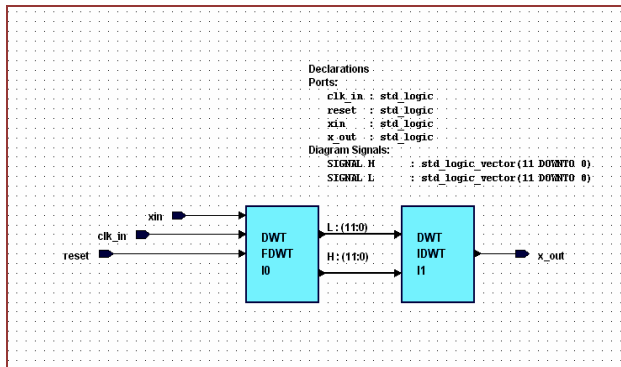 Declarations
Ports:
clk_in : std_logic
reset : std_logic
xin : std_logic
x_out : std_logic
Diagram Signals:
SIGNAL H : std_logic_vector(11 DOWNTO 0)
SIGNAL L : std_logic_vector(11 DOWNTO 0)
xin
clk_in
reset
DWT
FDWT
I0
L : (11:0)
H : (11:0)
DWT
IDWT
I1
x_out